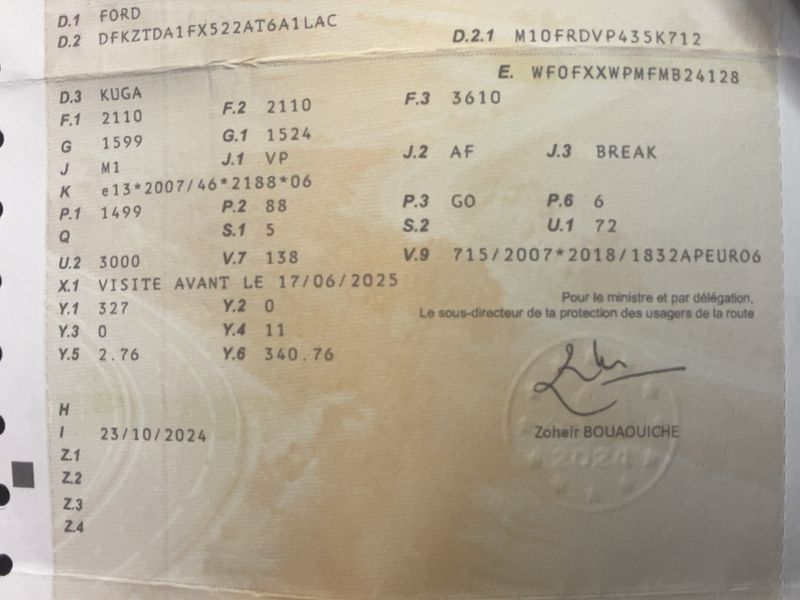 D.1 FORD
D.2 DFKZTDA1FX522AT6A1LAC D.2.1 M10FRDVP435K712
E. WF0FXXWPMFMB24128
D.3 KUGA
F.1 2110 F.2 2110 F.3 3610
G 1599 G.1 1524
J M1 J.1 VP J.2 AF J.3 BREAK
K e13*2007/46*2188*06
P.1 1499 P.2 88 P.3 GO P.6 6
Q S.1 5 S.2 U.1 72
U.2 3000 V.7 138 V.9 715/2007*2018/1832APEURO6
X.1 VISITE AVANT LE 17/06/2025
Y.1 327 Y.2 0
Y.3 0 Y.4 11
Y.5 2.76 Y.6 340.76
Pour le ministre et par délégation,
Le sous-directeur de la protection des usagers de la route
Zoheir BOUAOUICHE
2024
H
I 23/10/2024
Z.1
Z.2
Z.3
Z.4